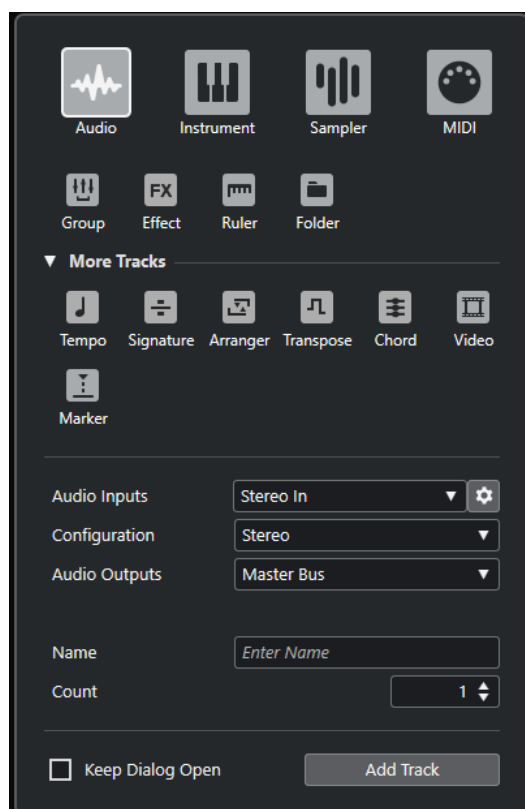 Audio Instrument Sampler MIDI
FX
Group Effect Ruler Folder
▼ More Tracks
Tempo Signature Arranger Transpose Chord Video
Marker
Audio Inputs Stereo In
Configuration Stereo
Audio Outputs Master Bus
Name Enter Name
Count 1
Keep Dialog Open Add Track